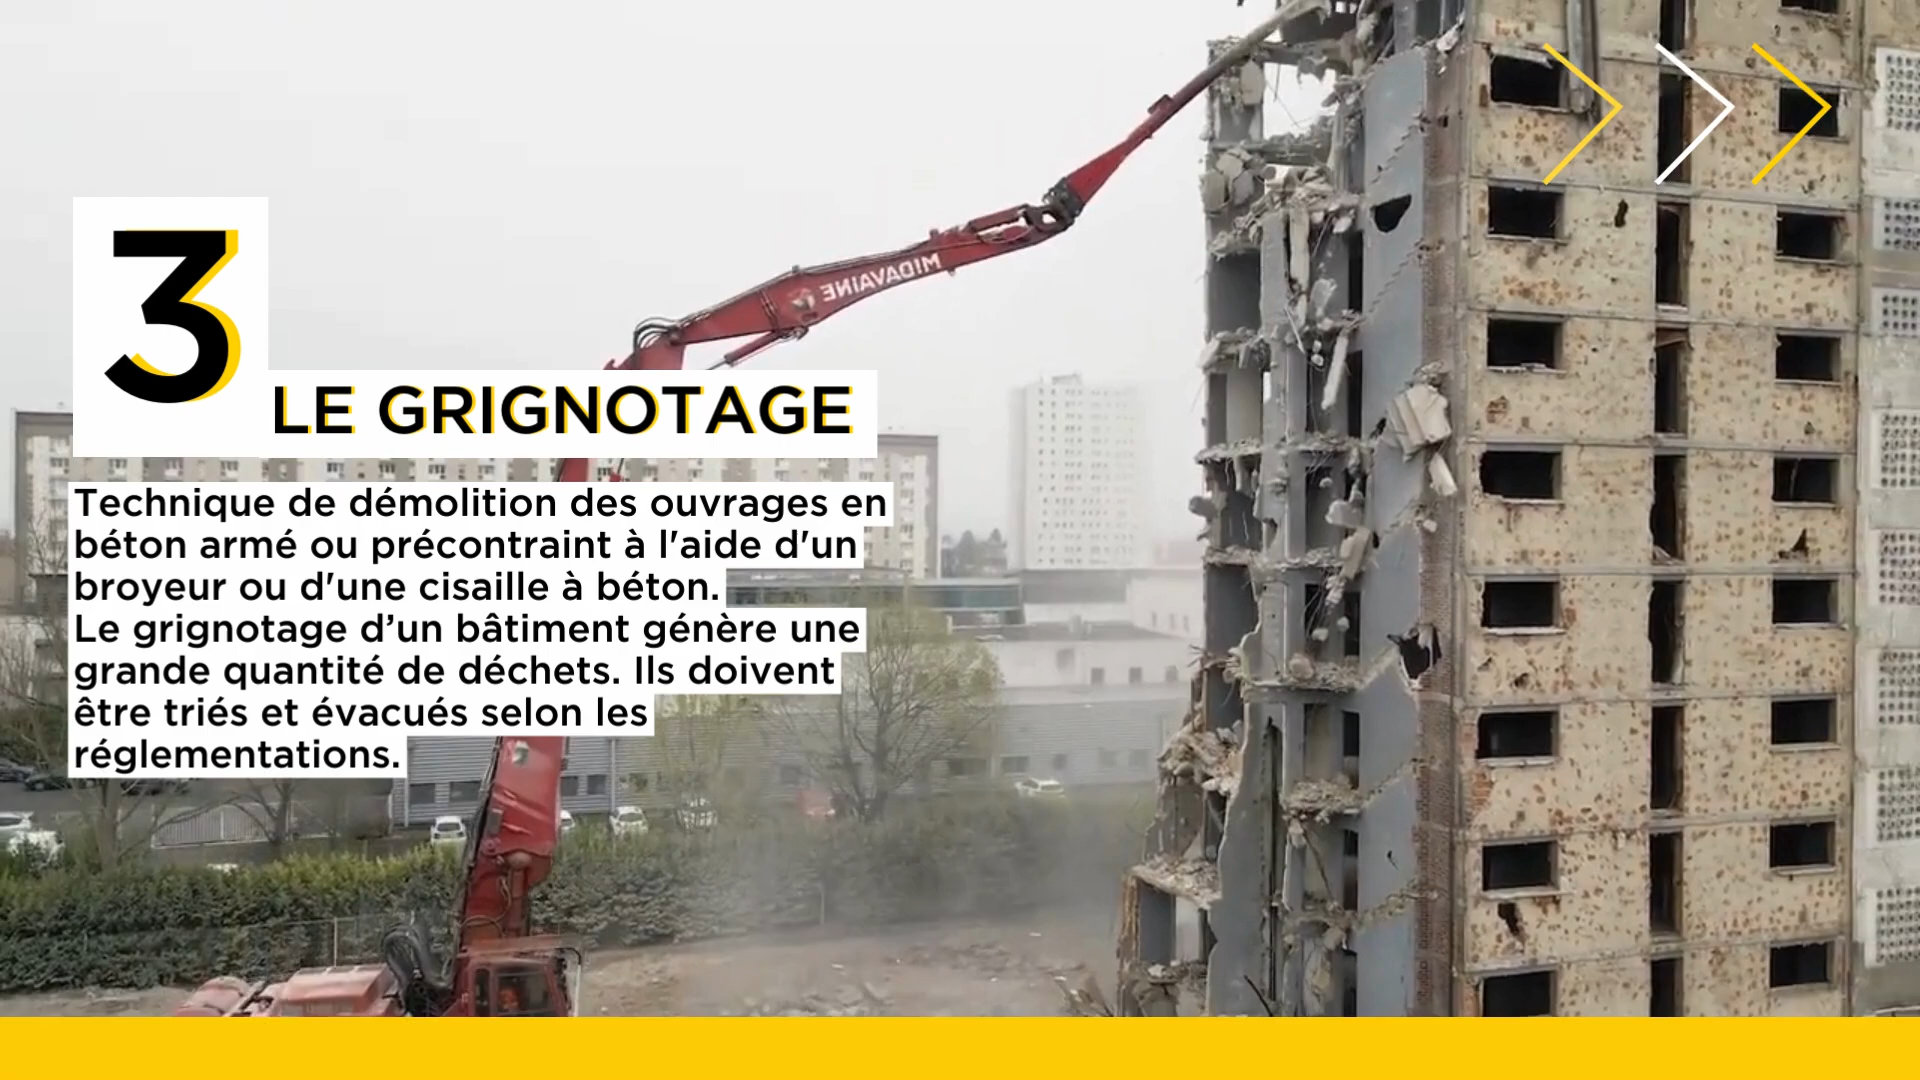 MIDAVAINE
3
LE GRIGNOTAGE
Technique de démolition des ouvrages en
béton armé ou précontraint à l'aide d'un
broyeur ou d'une cisaille à béton.
Le grignotage d’un bâtiment génère une
grande quantité de déchets. Ils doivent
être triés et évacués selon les
réglementations.